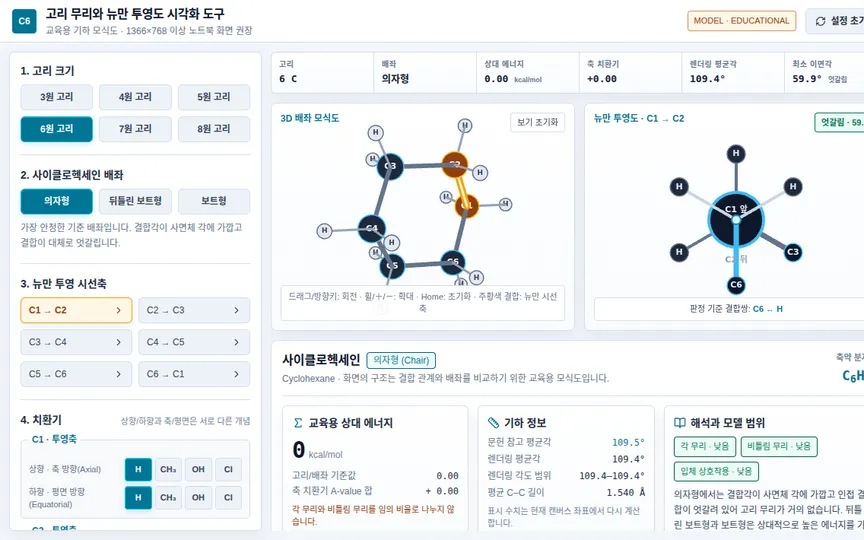 C6
고리 무리와 뉴만 투영도 시각화 도구
교육용 기하 모식도 · 1366×768 이상 노트북 화면 권장
MODEL · EDUCATIONAL
설정 초기
1. 고리 크기
3원 고리
4원 고리
5원 고리
6원 고리
7원 고리
8원 고리
2. 사이클로헥세인 배좌
의자형
뒤틀린 보트형
보트형
가장 안정한 기준 배좌입니다. 결합각이 사면체 각에 가깝고
결합이 대체로 엇갈립니다.
3. 뉴만 투영 시선축
C1 → C2
C2 → C3
C3 → C4
C4 → C5
C5 → C6
C6 → C1
4. 치환기
상향/하향과 축/평면은 서로 다른 개념
C1 · 투영축
상향 · 축 방향(Axial)
H
CH₃
OH
Cl
하향 · 평면 방향
(Equatorial)
H
CH₃
OH
Cl
고리
6 C
배좌
의자형
상대 에너지
0.00 kcal/mol
축 치환기
+0.00
렌더링 평균각
109.4°
최소 이면각
59.9° 엇갈림
3D 배좌 모식도
보기 초기화
H
H
H
C3
C2
H
H
C1
H
H
C4
H
H
C5
C6
H
H
드래그/방향키: 회전 · 휠/+/−: 확대 · Home: 초기화 · 주황색 결합: 뉴만 시선
축
뉴만 투영도 · C1 → C2
엇갈림 · 59.
H
H
H
C1 앞
H
C3
C2 뒤
C6
판정 기준 결합쌍: C6 ↔ H
사이클로헥세인
의자형 (Chair)
Cyclohexane · 화면의 구조는 결합 관계와 배좌를 비교하기 위한 교육용 모식도입니다.
축약 분자
C₆H
교육용 상대 에너지
0 kcal/mol
고리/배좌 기준값
0.00
축 치환기 A-value 합
+ 0.00
각 무리와 비틀림 무리를 임의 비율로 나누지 않
습니다.
기하 정보
문헌 참고 평균각
109.5°
렌더링 평균각
109.4°
렌더링 각도 범위
109.4–109.4°
평균 C–C 길이
1.540 Å
표시 수치는 현재 캔버스 좌표에서 다시 계산
합니다.
해석과 모델 범위
각 무리 · 낮음
비틀림 무리 · 낮음
입체 상호작용 · 낮음
의자형에서는 결합각이 사면체 각에 가깝고 인접 결
합이 엇갈려 있어 고리 무리가 거의 없습니다. 뒤틀
린 보트형과 보트형은 상대적으로 높은 에너지를 가